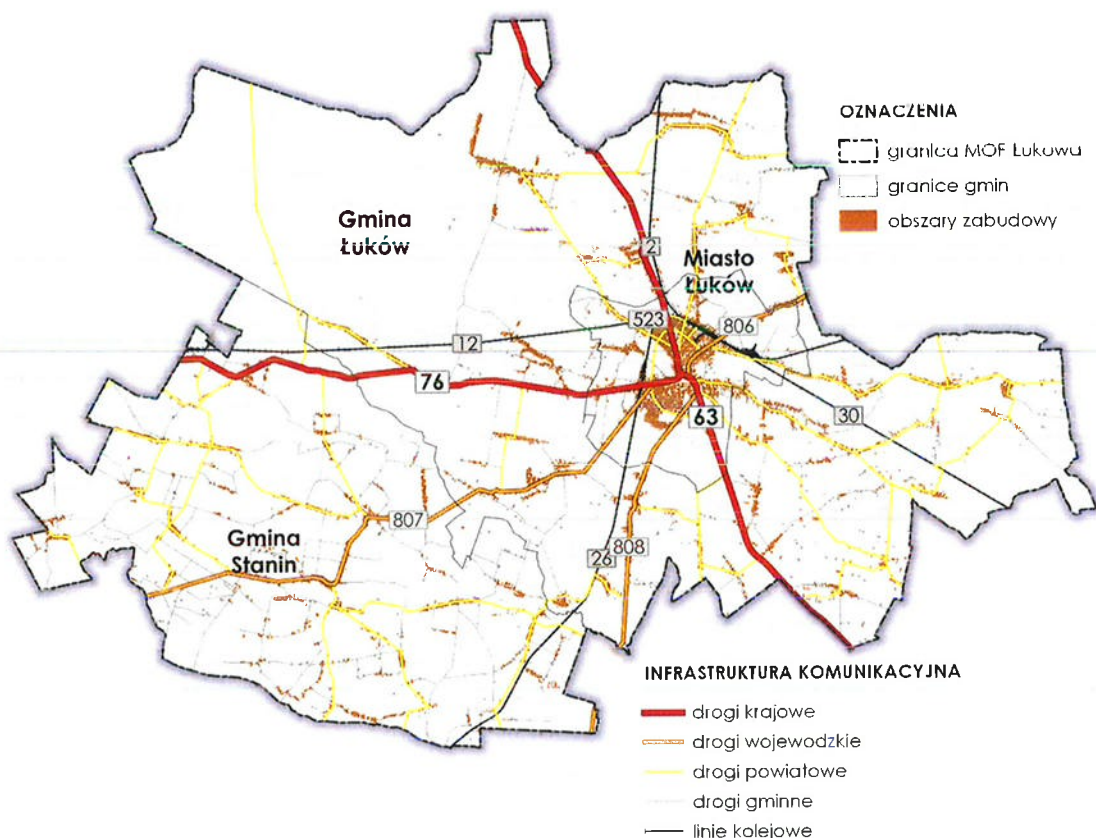 OZNACZENIA
granica MOF Łukowa
granice gmin
obszary zabudowy
Gmina
Łuków
Miasto
Łuków
2
523
806
12
76
63
30
807
Gmina
Stanin
26
808
INFRASTRUKTURA KOMUNIKACYJNA
drogi krajowe
drogi wojewodzkie
drogi powiatowe
drogi gminne
linie kolejowe